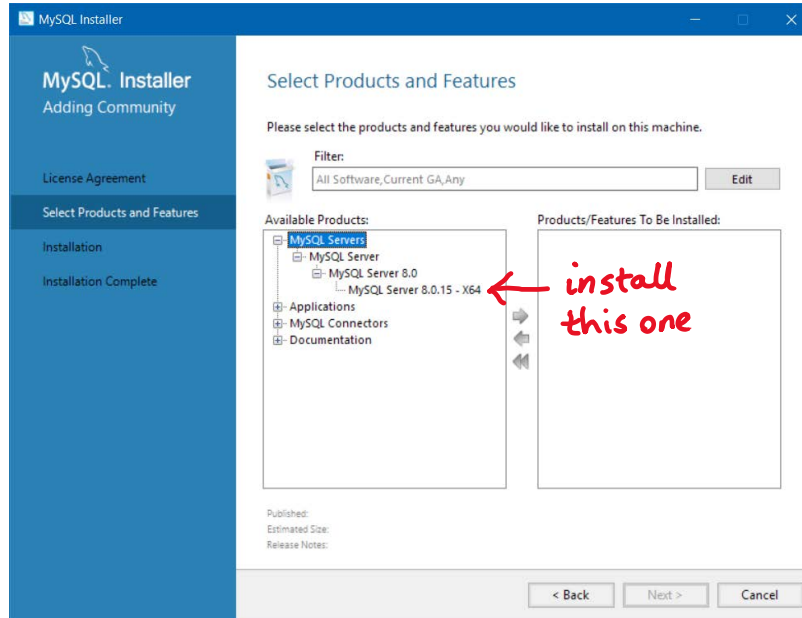 MySQL Installer
MySQL. Installer
Adding Community
License Agreement
Select Products and Features
Installation
Installation Complete
Select Products and Features
Please select the products and features you would like to install on this machine.
Filter:
All Software,Current GA,Any
Edit
Available Products:
MySQL Servers
MySQL Server
MySQL Server 8.0
MySQL Server 8.0.15 - X64
Applications
MySQL Connectors
Documentation
Products/Features To Be Installed:
install
this one
Published:
Estimated Size:
Release Notes:
< Back
Next >
Cancel